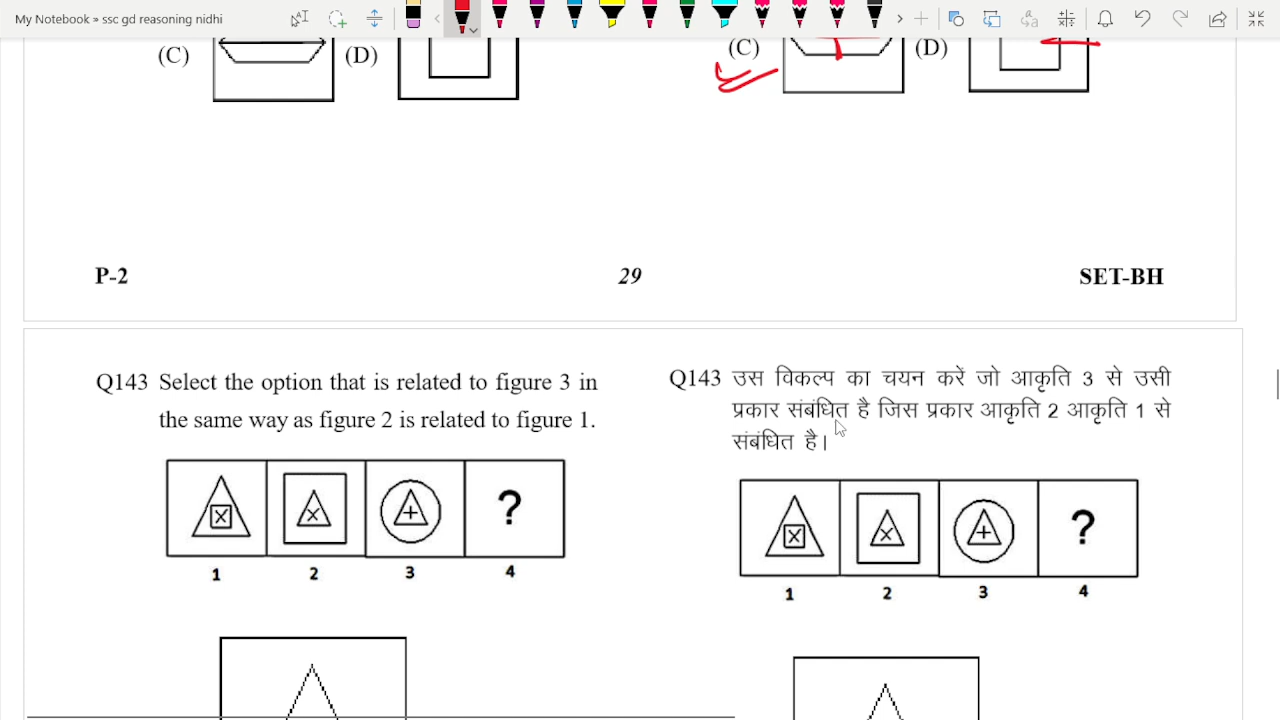 My Notebook » ssc gd reasoning nidhi
(C)
(D)
(C)
(D)
P-2
29
SET-BH
Q143 Select the option that is related to figure 3 in
the same way as figure 2 is related to figure 1.
1
2
3
?
4
Q143 उस विकल्प का चयन करें जो आकृति 3 से उसी
प्रकार संबंधित है जिस प्रकार आकृति 2 आकृति 1 से
संबंधित है।
1
2
3
?
4